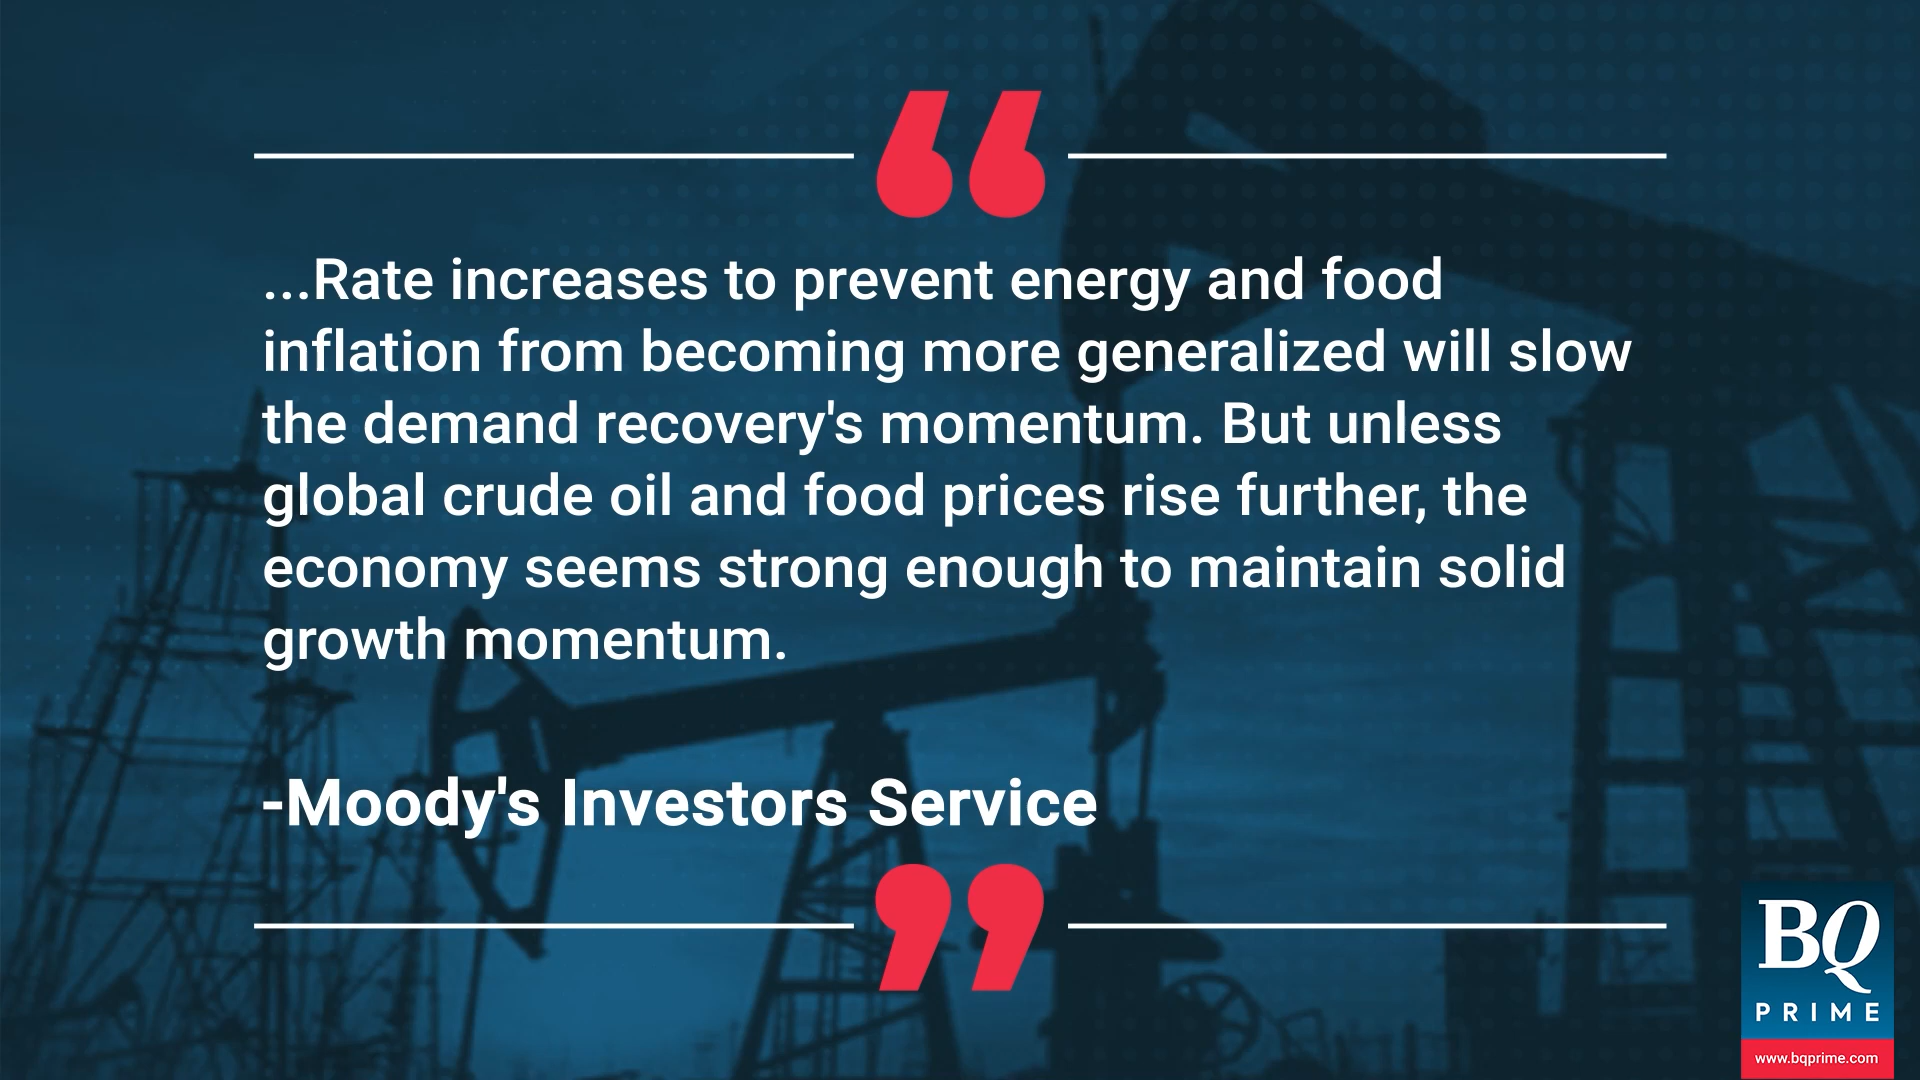 “
...Rate increases to prevent energy and food
inflation from becoming more generalized will slow
the demand recovery's momentum. But unless
global crude oil and food prices rise further, the
economy seems strong enough to maintain solid
growth momentum.
-Moody's Investors Service
”
BQ
PRIME
www.bqprime.com